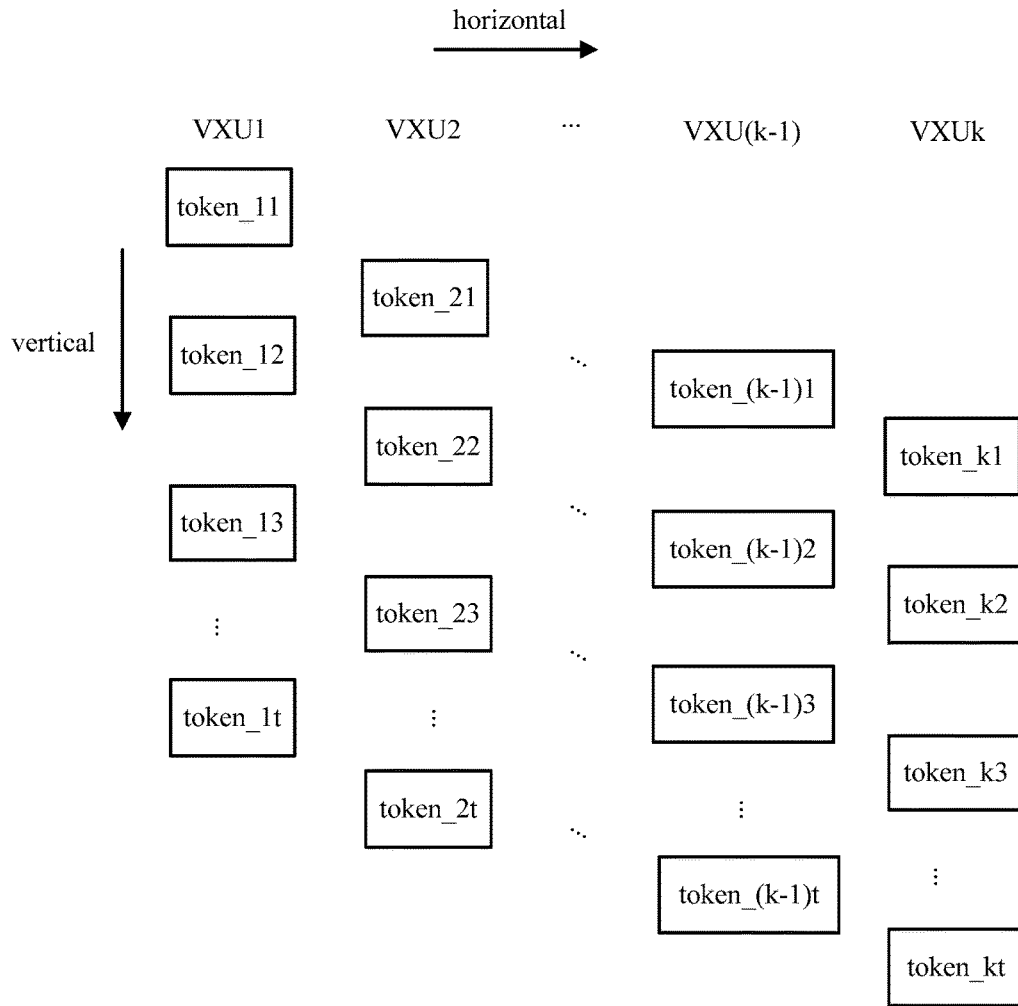 horizontal
VXU1 VXU2 ... VXU(k-1) VXUk
token_11
token_21
vertical
token_12
...
token_(k-1)1
token_22
token_k1
token_13
...
token_(k-1)2
token_23
token_k2
...
...
token_(k-1)3
token_1t
...
token_k3
token_2t
...
...
token_(k-1)t
...
token_kt